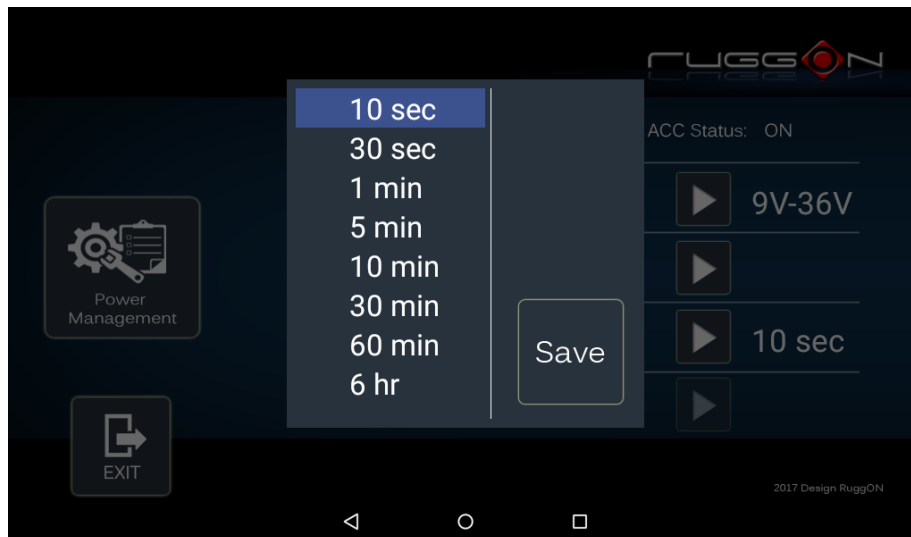 RUGGON
10 sec
30 sec
1 min
5 min
10 min
30 min
60 min
6 hr
Save
ACC Status: ON
9V-36V
10 sec
Power
Management
EXIT
2017 Design RuggON